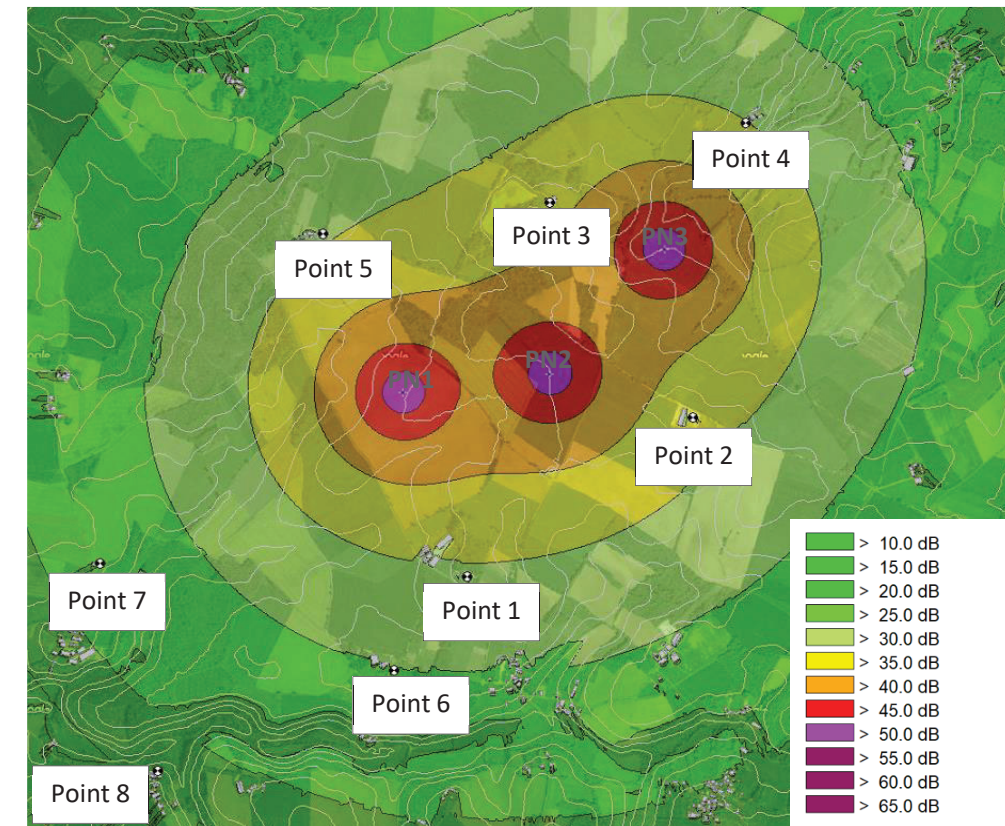 Point 4
Point 3
PN3
Point 5
PN2
PN1
Point 2
> 10.0 dB
> 15.0 dB
> 20.0 dB
> 25.0 dB
> 30.0 dB
> 35.0 dB
> 40.0 dB
> 45.0 dB
> 50.0 dB
> 55.0 dB
> 60.0 dB
> 65.0 dB
Point 7
Point 1
Point 6
Point 8